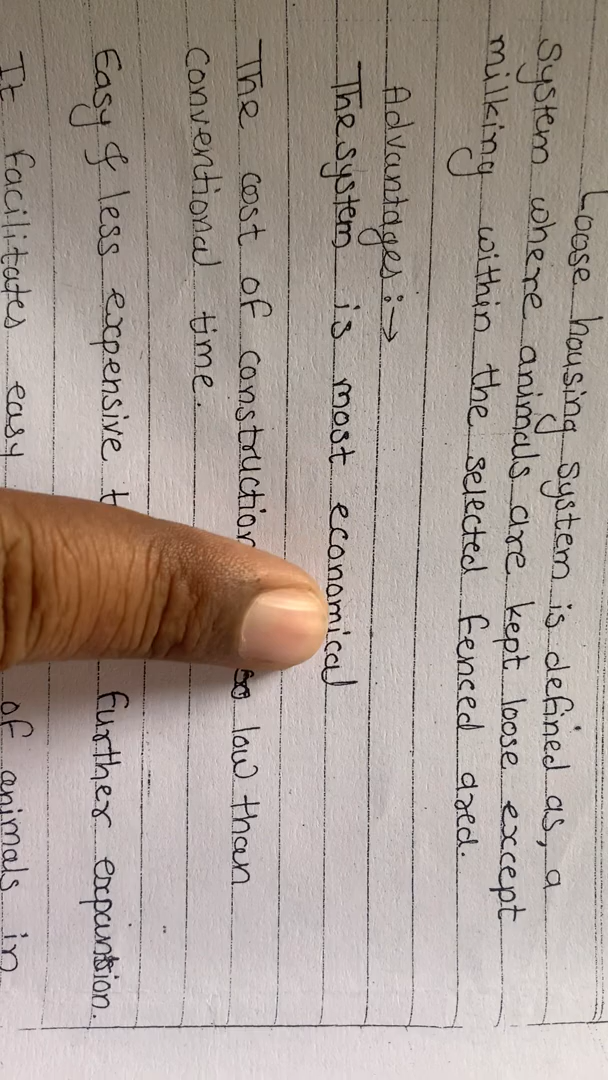 Loose housing system is defined as, a
system where animals are kept loose except
milking within the selected fenced ared.
Advantages:→
The system is most economical
The cost of construction so low than
conventional time.
Easy & less expensive further expansion.
It facilitates easy of animals in